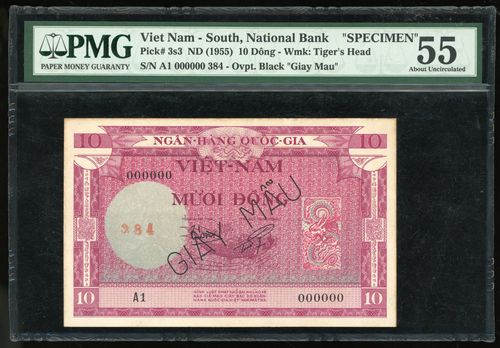 PMG
PAPER MONEY GUARANTY
Viet Nam - South, National Bank "SPECIMEN"
Pick# 3s3 ND (1955) 10 Dông - Wmk: Tiger's Head
S/N A1 000000 384 - Ovpt. Black "Giay Mau"
55
About Uncirculated
10
NGÂN-HÀNG QUỐC-GIA
10
VIỆT-NAM
000000
MƯỜI ĐỒNG
384
GIẤY MẪU
10
A1
000000
10